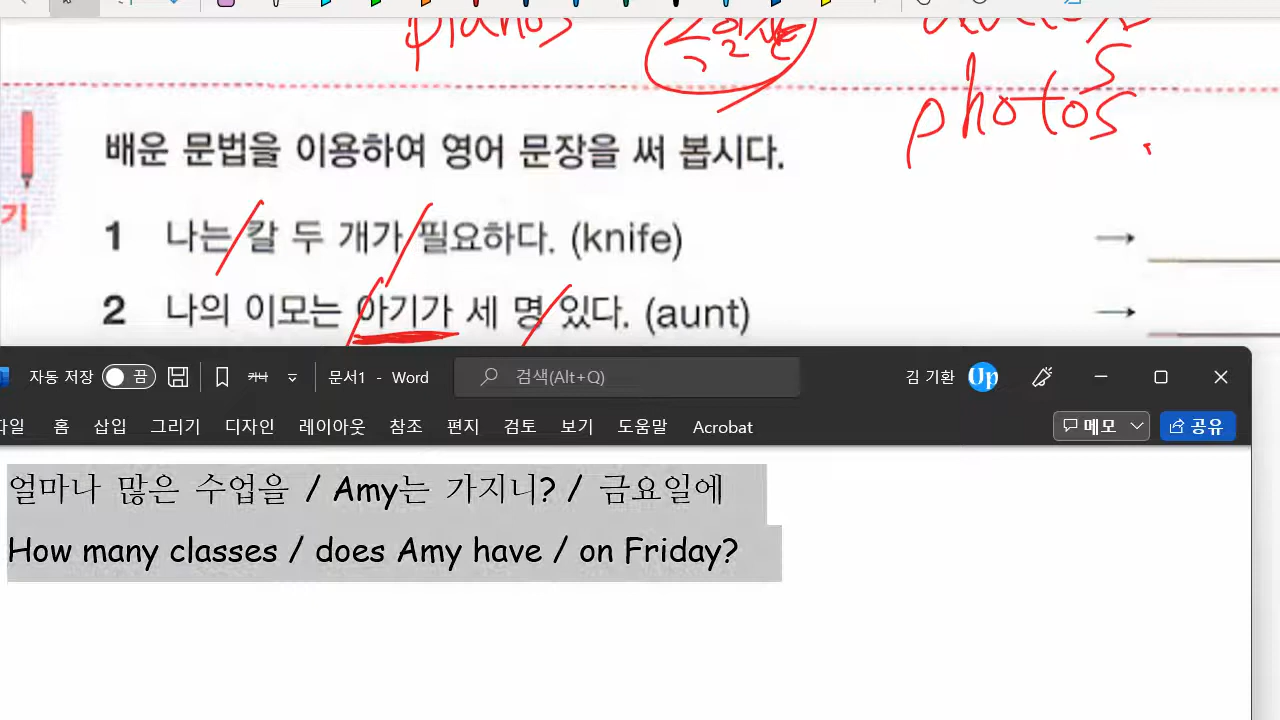 pianos
photos.
배운 문법을 이용하여 영어 문장을 써 봅시다.
기
1 나는 칼 두 개가 필요하다. (knife) →
2 나의 이모는 아기가 세 명 있다. (aunt) →
자동 저장 끔 가나 문서1 - Word 검색(Alt+Q) 김 기환 Up
파일 홈 삽입 그리기 디자인 레이아웃 참조 편지 검토 보기 도움말 Acrobat 메모 공유
얼마나 많은 수업을 / Amy는 가지니? / 금요일에
How many classes / does Amy have / on Friday?